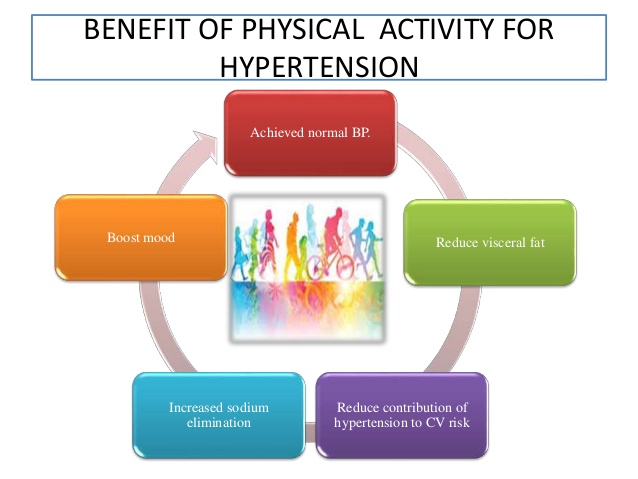 BENEFIT OF PHYSICAL ACTIVITY FOR
HYPERTENSION
Achieved normal BP.
Reduce visceral fat
Reduce contribution of
hypertension to CV risk
Increased sodium
elimination
Boost mood